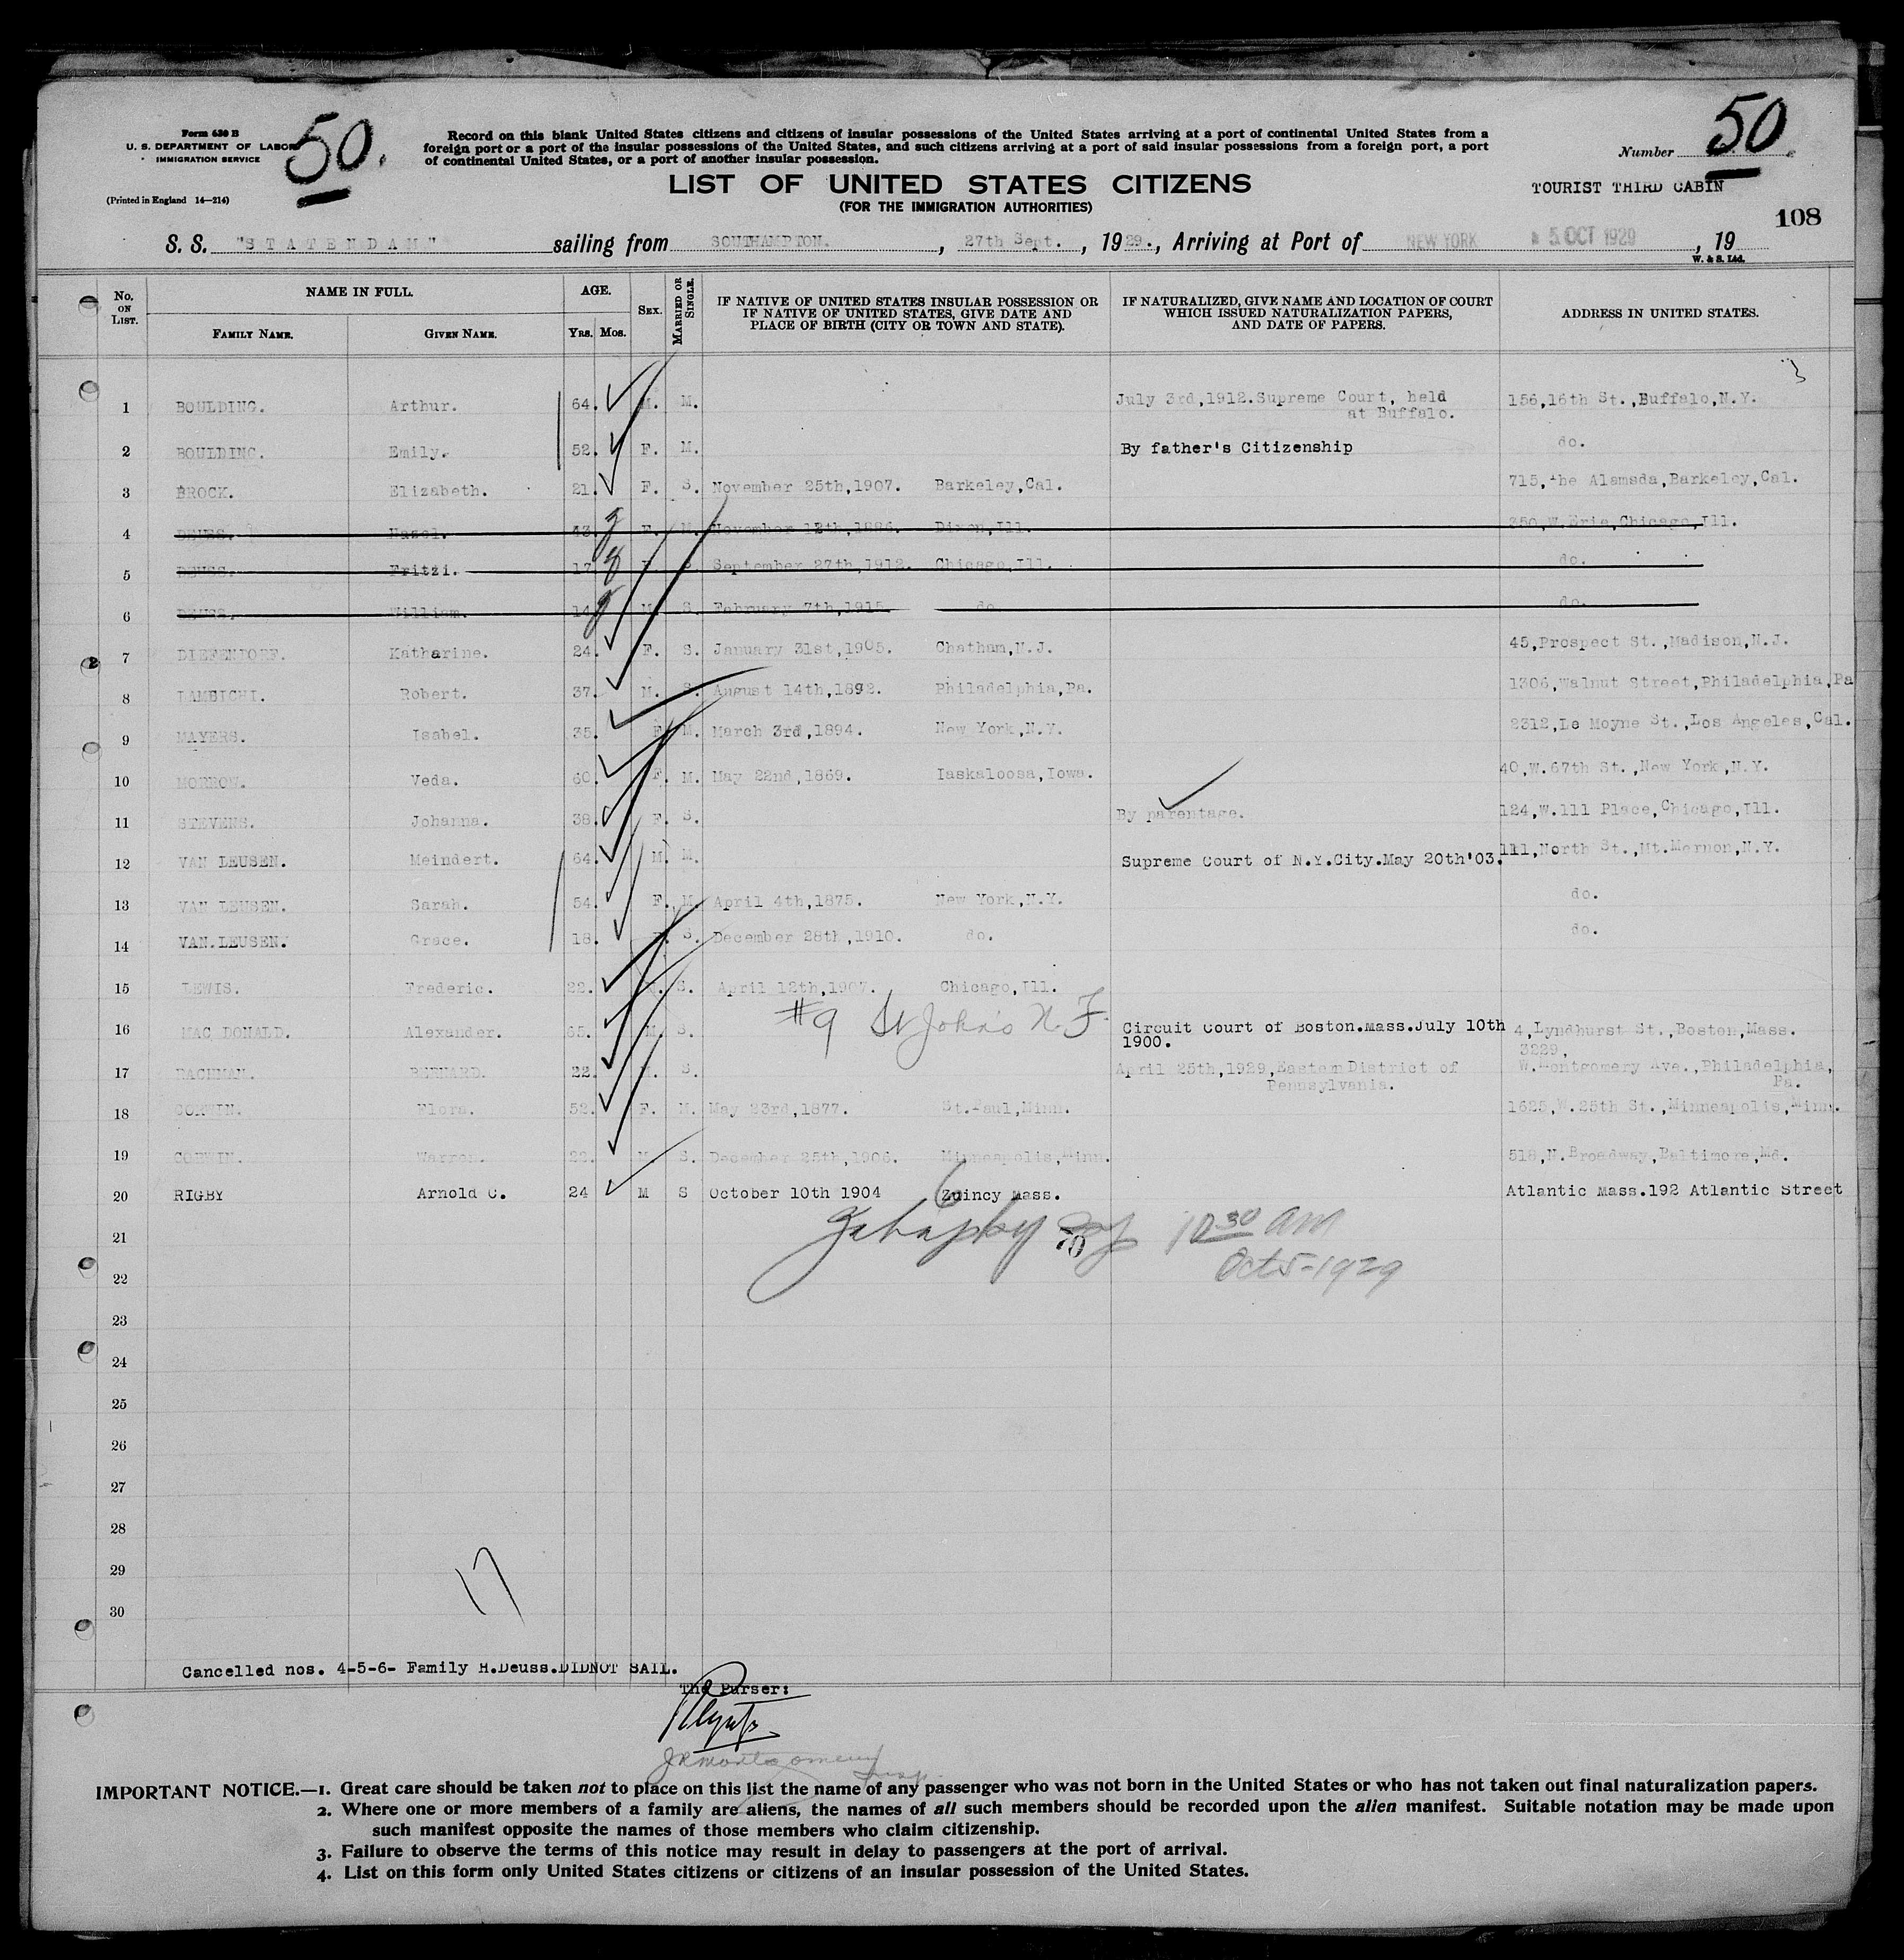 Form 630 B
U. S. DEPARTMENT OF LABOR
IMMIGRATION SERVICE
(Printed in England 14—214)
50.
Record on this blank United States citizens and citizens of insular possessions of the United States arriving at a port of continental United States from a
foreign port or a port of the insular possessions of the United States, and such citizens arriving at a port of said insular possessions from a foreign port, a port
of continental United States, or a port of another insular possession.
Number 50
LIST OF UNITED STATES CITIZENS
(FOR THE IMMIGRATION AUTHORITIES)
TOURIST THIRD CABIN
108
S. S. "STATENDAM" sailing from SOUTHAMPTON. , 27th Sept. , 1929., Arriving at Port of NEW YORK 5 OCT 1929 , 19
W. & S. Ltd.
No. ON LIST. NAME IN FULL. FAMILY NAME. GIVEN NAME. AGE. YRS. MOS. SEX. MARRIED OR SINGLE. IF NATIVE OF UNITED STATES INSULAR POSSESSION OR IF NATIVE OF UNITED STATES, GIVE DATE AND PLACE OF BIRTH (CITY OR TOWN AND STATE). IF NATURALIZED, GIVE NAME AND LOCATION OF COURT WHICH ISSUED NATURALIZATION PAPERS, AND DATE OF PAPERS. ADDRESS IN UNITED STATES.
3
1 BOULDING. Arthur. 64. M. M. July 3rd,1912.Supreme Court, held at Buffalo. 156,16th St.,Buffalo,N.Y.
2 BOULDING. Emily. 52. F. M. By father's Citizenship do.
3 BROCK. Elizabeth. 21. F. S. November 25th,1907. Barkeley,Cal. 715,the Alamada,Barkeley,Cal.
4 DEUSS. Hazel. 43. F. M. November 12th,1886. Dixon,Ill. 350,W.Erie,Chicago,Ill.
5 DEUSS. Fritzi. 17 F. S. September 27th,1912. Chicago,Ill. do.
6 DEUSS. William. 14 M. S. February 7th,1915 do. do.
7 DIEFENDORF. Katharine. 24. F. S. January 31st,1905. Chatham,N.J. 45,Prospect St.,Madison,N.J.
8 LAMEICHI. Robert. 37. M. S. August 14th,1892. Philadelphia,Pa. 1306,Walnut Street,Philadelphia,Pa
9 MAYERS. Isabel. 35. F. M. March 3rd,1894. New York,N.Y. 2312,Le Moyne St.,Los Angeles,Cal.
10 MORROW. Veda. 60. F. M. May 22nd,1869. Iaskaloosa,Iowa. 40,W.67th St.,New York,N.Y.
11 STEVENS. Johanna. 38. F. S. By parentage. 124,W.111 Place,Chicago,Ill.
12 VAN LEUSEN. Meindert. 64. M. M. Supreme Court of N.Y.City.May 20th'03. 111,North St.,Mt.Mernon,N.Y.
13 VAN LEUSEN. Sarah. 54. F. M. April 4th,1875. New York,N.Y. do.
14 VAN.LEUSEN. Grace. 18. F. S. December 28th,1910. do. do.
15 LEWIS. Frederic. 22. M. S. April 12th,1907. Chicago,Ill.
#9 St John's N. F.
16 MAC DONALD. Alexander. 65. M. S. Circuit Court of Boston.Mass.July 10th 1900. 4,Lyndhurst St.,Boston,Mass.
17 RACHMAN. BERNARD. 22. M. S. April 25th,1929,Eastern District of Pennsylvania. 3229, W.Montgomery Ave.,Philadelphia, Pa.
18 CORWIN. Flora. 52. F. M. May 23rd,1877. St.Paul,Minn. 1625,W.25th St.,Minneapolis,Minn.
19 CORWIN. Warren. 22. M. S. December 25th,1906. Minneapolis,Minn. 518,N.Broadway,Baltimore,Md.
20 RIGBY Arnold C. 24 M S October 10th 1904 Quincy Mass. Atlantic Mass.192 Atlantic Street
21
10 30 am
22
Oct 5-1929
23
24
25
26
27
28
29
30
17
Cancelled nos. 4-5-6- Family H.Deuss.DIDNOT SAIL.
The Purser:
J R Montgomery
Insp.
IMPORTANT NOTICE.—1. Great care should be taken not to place on this list the name of any passenger who was not born in the United States or who has not taken out final naturalization papers.
2. Where one or more members of a family are aliens, the names of all such members should be recorded upon the alien manifest. Suitable notation may be made upon
such manifest opposite the names of those members who claim citizenship.
3. Failure to observe the terms of this notice may result in delay to passengers at the port of arrival.
4. List on this form only United States citizens or citizens of an insular possession of the United States.